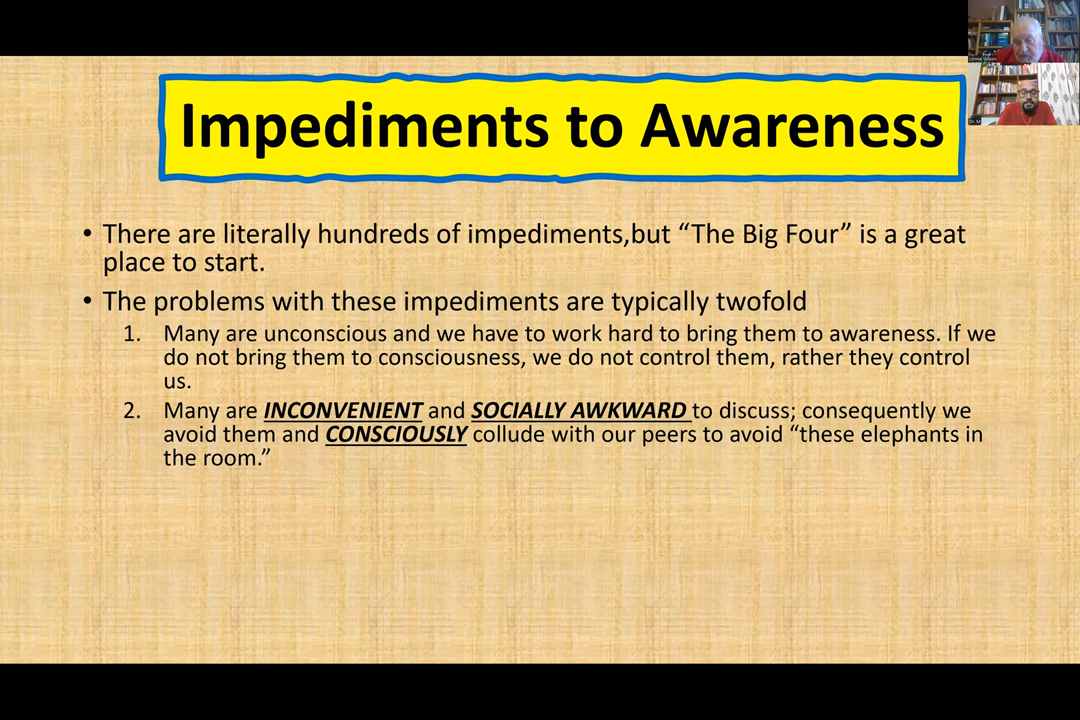 Impediments to Awareness
• There are literally hundreds of impediments,but “The Big Four” is a great
place to start.
• The problems with these impediments are typically twofold
1. Many are unconscious and we have to work hard to bring them to awareness. If we
do not bring them to consciousness, we do not control them, rather they control
us.
2. Many are INCONVENIENT and SOCIALLY AWKWARD to discuss; consequently we
avoid them and CONSCIOUSLY collude with our peers to avoid “these elephants in
the room.”
Dr. M